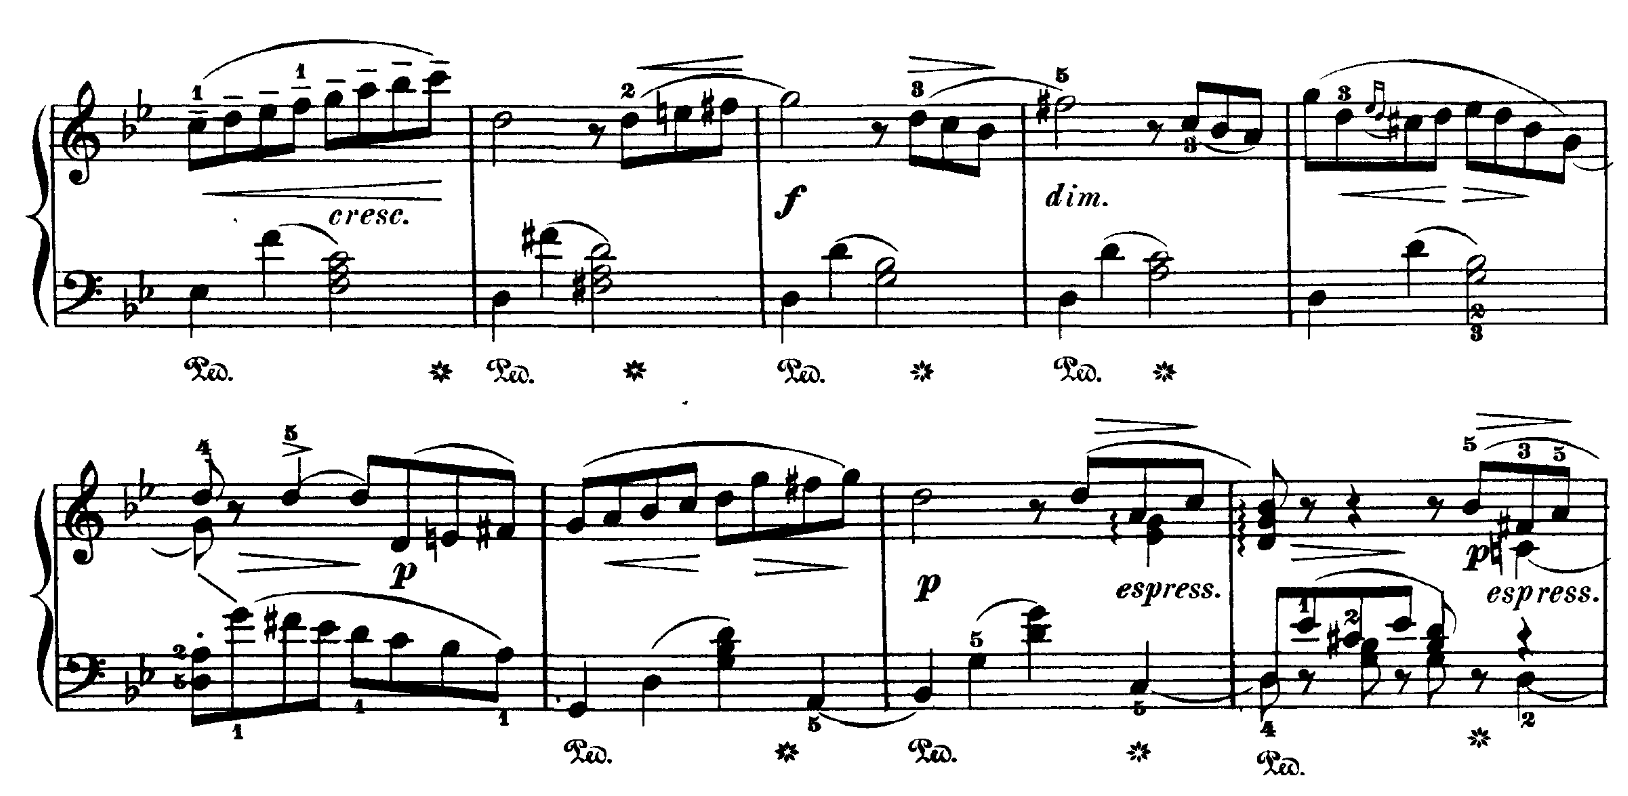 1 1 2 3 5 3
cresc. f dim. 3
2
3
Ped. Ped. Ped. Ped.
4 5 5 3 5
p p espress. p espress.
2 5 1 2
5 1 1 1 5 5 4 2
Ped. Ped. Ped.